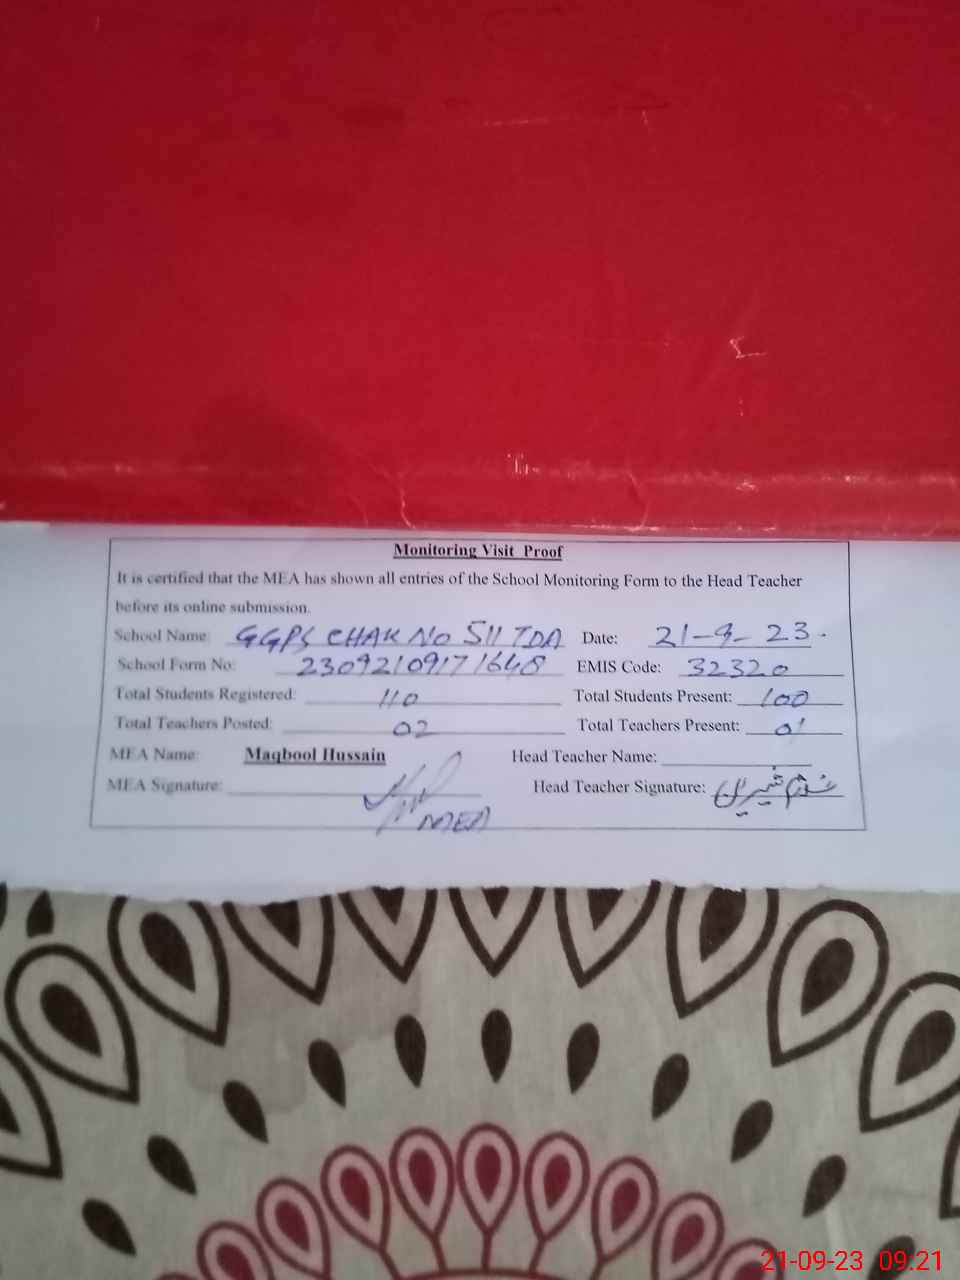 Monitoring Visit Proof
It is certified that the MEA has shown all entries of the School Monitoring Form to the Head Teacher
before its online submission.
School Name: GGPS CHAK NO 511 TDA Date: 21-9-23.
School Form No: 23092109171648 EMIS Code: 32320
Total Students Registered: 110 Total Students Present: 100
Total Teachers Posted: 02 Total Teachers Present: 01
MEA Name: Maqbool Hussain Head Teacher Name:
MEA Signature: Head Teacher Signature:
MEA
21-09-23 09:21